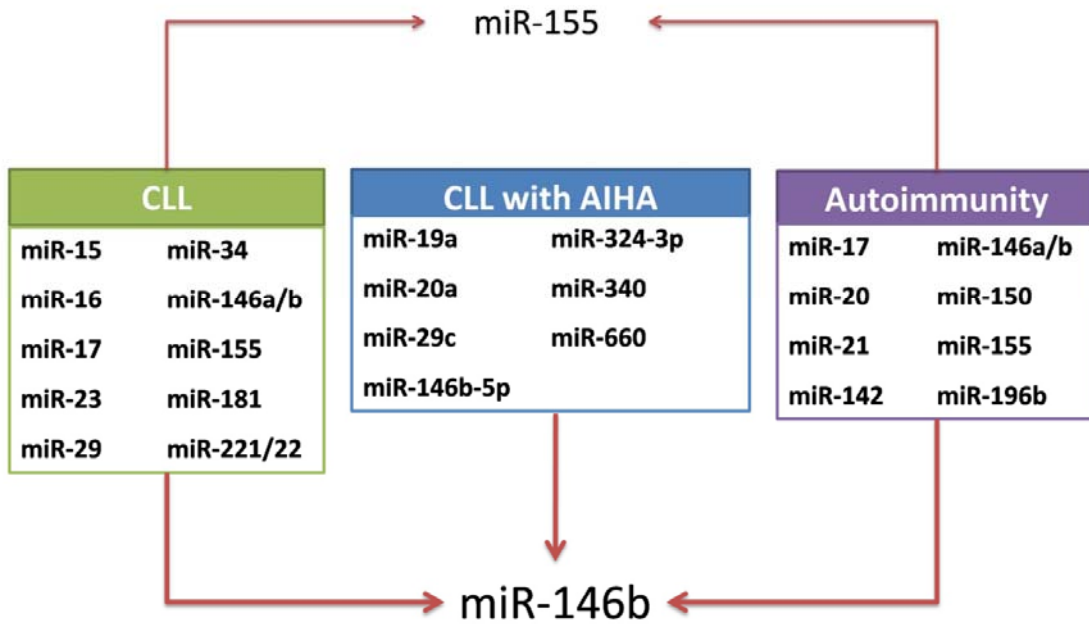 miR-155
CLL
miR-15 miR-34
miR-16 miR-146a/b
miR-17 miR-155
miR-23 miR-181
miR-29 miR-221/22
CLL with AIHA
miR-19a miR-324-3p
miR-20a miR-340
miR-29c miR-660
miR-146b-5p
Autoimmunity
miR-17 miR-146a/b
miR-20 miR-150
miR-21 miR-155
miR-142 miR-196b
miR-146b